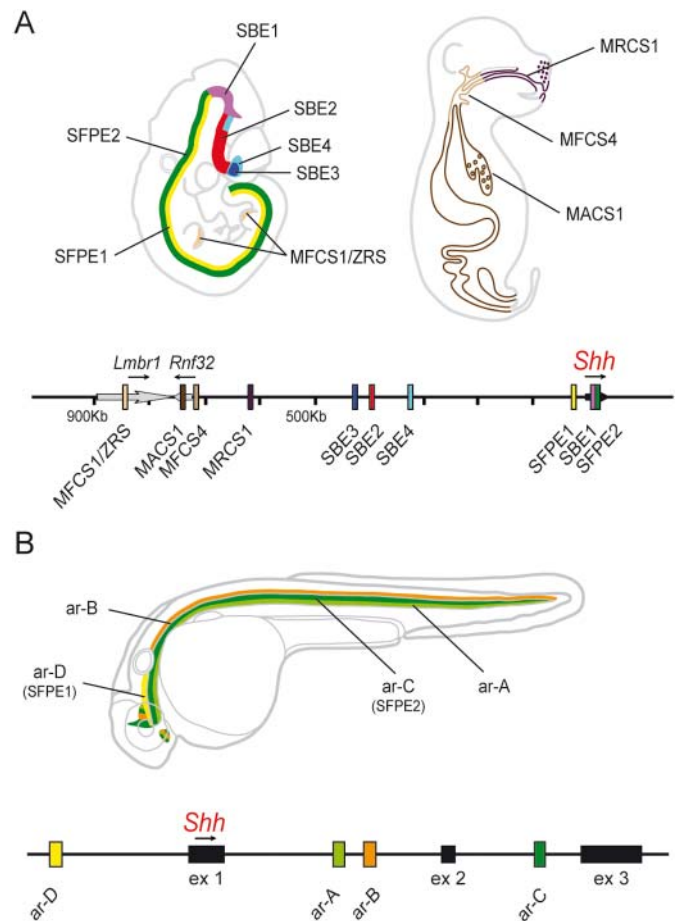 A
SBE1
SBE2
SBE4
SBE3
SFPE2
SFPE1
MFCS1/ZRS
MRCS1
MFCS4
MACS1
Lmbr1 Rnf32
Shh
900Kb 500Kb
MFCS1/ZRS MACS1 MFCS4 MRCS1 SBE3 SBE2 SBE4 SFPE1 SBE1 SFPE2
B
ar-B
ar-D
(SFPE1)
ar-C
(SFPE2)
ar-A
Shh
ar-D ex 1 ar-A ar-B ex 2 ar-C ex 3